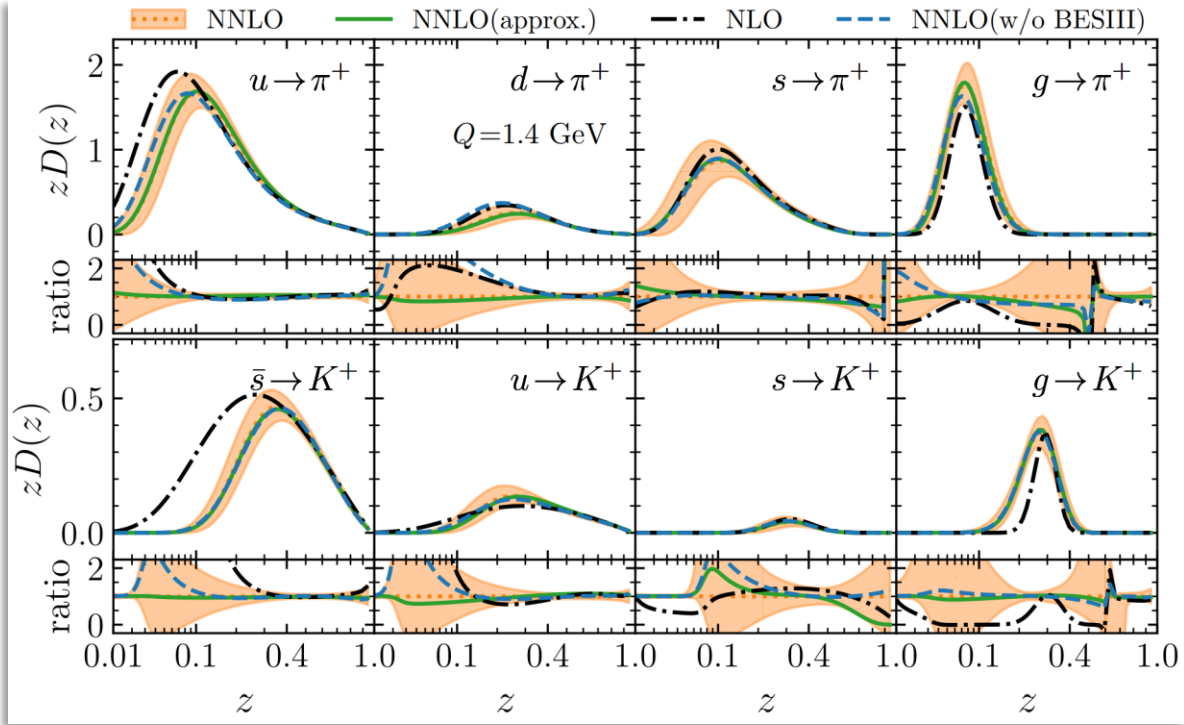 NNLO NNLO(approx.) NLO NNLO(w/o BESIII)
u→π⁺ d→π⁺ s→π⁺ g→π⁺
Q=1.4 GeV
zD(z)
2
1
0
ratio
2
0
s̄→K⁺ u→K⁺ s→K⁺ g→K⁺
zD(z)
0.5
0.0
ratio
2
0
0.01 0.1 0.4 1.0 0.1 0.4 1.0 0.1 0.4 1.0 0.1 0.4 1.0
z z z z